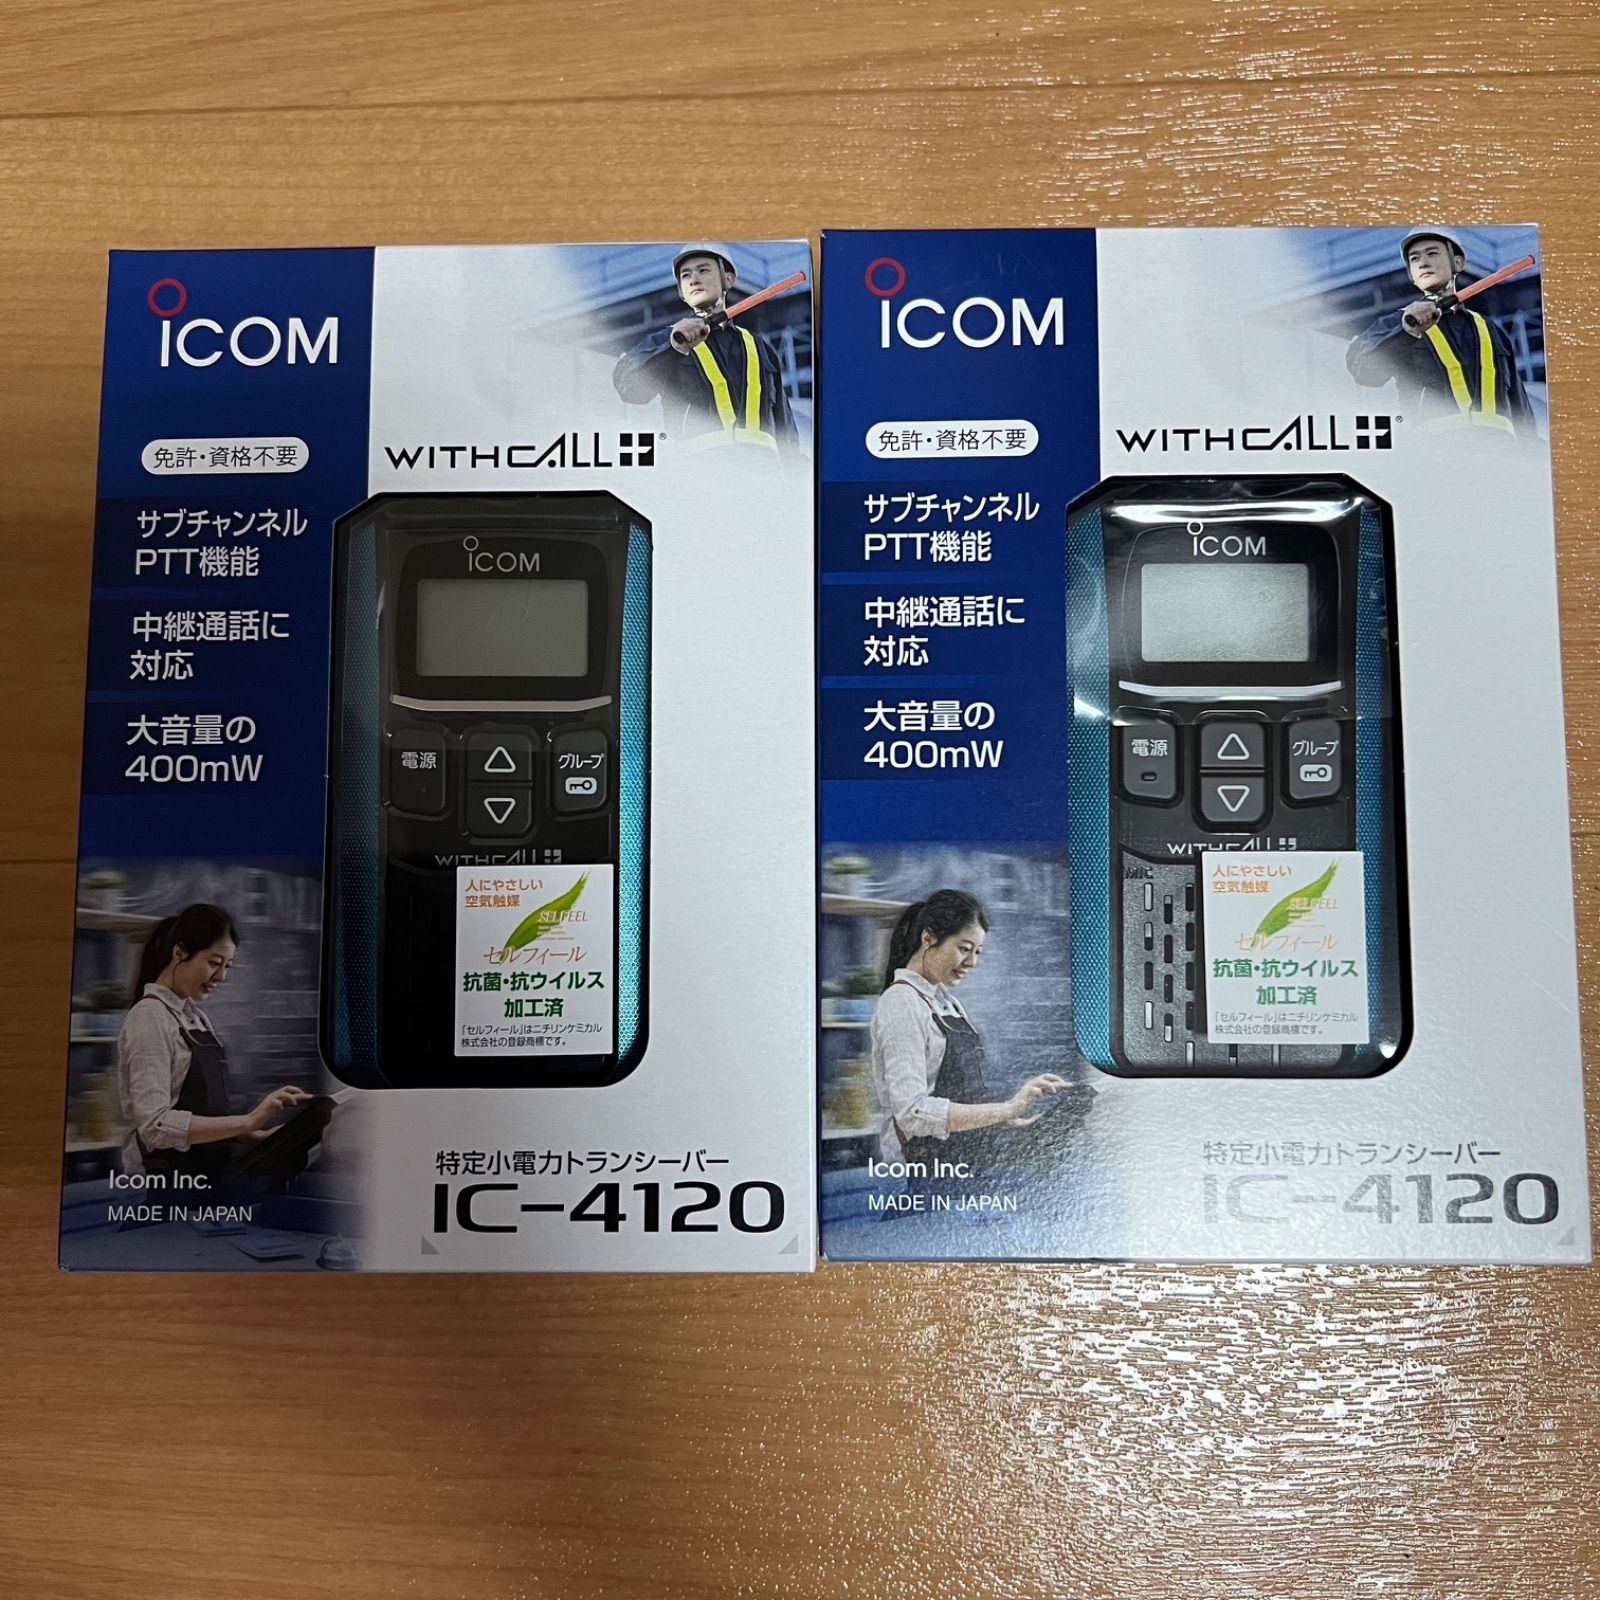 ICOM
免許・資格不要
WITHCALL ®
サブチャンネル
PTT機能
中継通話に
対応
大音量の
400mW
ICOM
電源
グループ
WITHCALL
人にやさしい
空気触媒
SELFEEL
セルフィール
抗菌・抗ウイルス
加工済
「セルフィール」はニチリンケミカル
株式会社の登録商標です。
Icom Inc.
MADE IN JAPAN
特定小電力トランシーバー
IC-4120
ICOM
免許・資格不要
WITHCALL ®
サブチャンネル
PTT機能
中継通話に
対応
大音量の
400mW
ICOM
電源
グループ
WITHCALL
MIC
人にやさしい
空気触媒
SELFEEL
セルフィール
抗菌・抗ウイルス
加工済
「セルフィール」はニチリンケミカル
株式会社の登録商標です。
Icom Inc.
MADE IN JAPAN
特定小電力トランシーバー
IC-4120